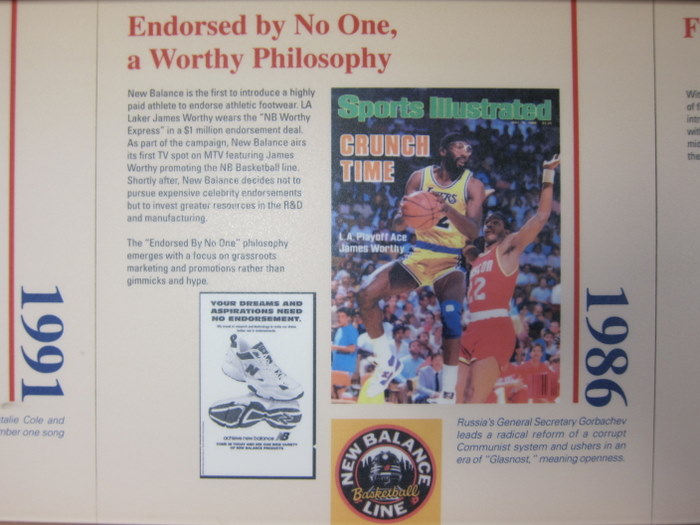 Endorsed by No One,
a Worthy Philosophy
New Balance is the first to introduce a highly
paid athlete to endorse athletic footwear. LA
Laker James Worthy wears the "NB Worthy
Express" in a $1 million endorsement deal.
As part of the campaign, New Balance airs
its first TV spot on MTV featuring James
Worthy promoting the NB Basketball line.
Shortly after, New Balance decides not to
pursue expensive celebrity endorsements
but to invest greater resources in the R&D
and manufacturing.
The "Endorsed By No One" philosophy
emerges with a focus on grassroots
marketing and promotions rather than
gimmicks and hype.
YOUR DREAMS AND
ASPIRATIONS NEED
NO ENDORSEMENT.
achieve new balance
Sports Illustrated
CRUNCH
TIME
L.A. Playoff Ace
James Worthy
NEW BALANCE
Basketball
LINE
1991
talie Cole and
mber one song
1986
Russia's General Secretary Gorbachev
leads a radical reform of a corrupt
Communist system and ushers in an
era of "Glasnost," meaning openness.
F
Wi
of
intr
with
mid
the